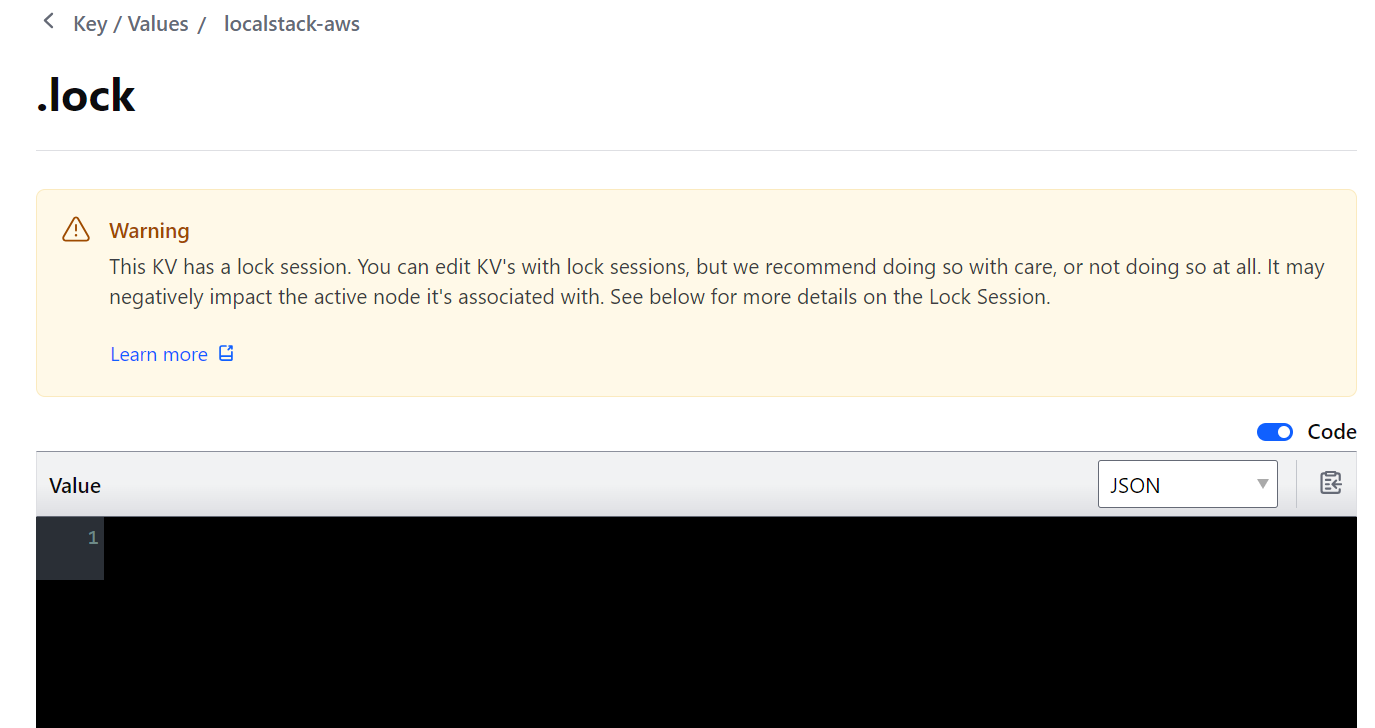 Key / Values / localstack-aws
.lock
Warning
This KV has a lock session. You can edit KV's with lock sessions, but we recommend doing so with care, or not doing so at all. It may
negatively impact the active node it's associated with. See below for more details on the Lock Session.
Learn more
Code
Value JSON
1